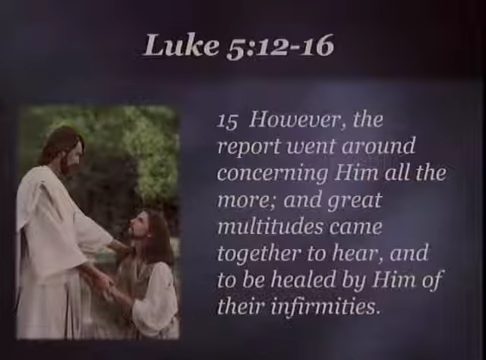 Luke 5:12-16
15 However, the
report went around
concerning Him all the
more; and great
multitudes came
together to hear, and
to be healed by Him of
their infirmities.